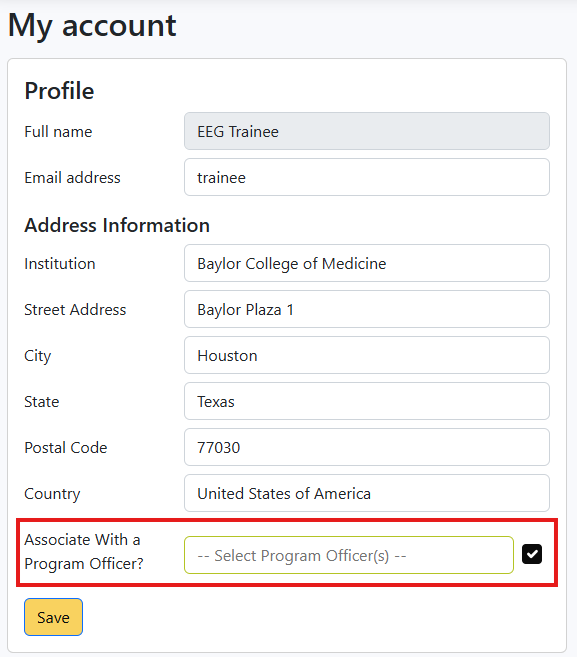 My account
Profile
Full name
EEG Trainee
Email address
trainee
Address Information
Institution
Baylor College of Medicine
Street Address
Baylor Plaza 1
City
Houston
State
Texas
Postal Code
77030
Country
United States of America
Associate With a
Program Officer?
-- Select Program Officer(s) --
Save